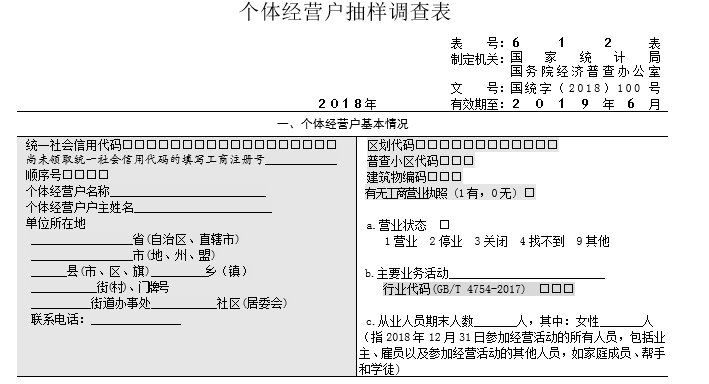 个体经营户抽样调查表
表 号：6 1 2 表
制定机关：国 家 统 计 局
国务院经济普查办公室
文 号：国统字（2018）100 号
2018年 有效期至：2 0 1 9 年 6 月
一、个体经营户基本情况
统一社会信用代码□□□□□□□□□□□□□□□□□□
尚未领取统一社会信用代码的填写工商注册号____________
顺序号□□□□
个体经营户名称____________________
个体经营户户主姓名__________________
单位所在地
_____________省(自治区、直辖市)
_____________市(地、州、盟)
_____县(市、区、旗)________乡（镇）
_____________街(村)、门牌号
________街道办事处_________社区(居委会)
联系电话：____________
区划代码□□□□□□□□□□□□
普查小区代码□□□
建筑物编码□□□
有无工商营业执照（1有，0无）□
a.营业状态 □
1营业 2停业 3关闭 4找不到 9其他
b.主要业务活动____________________
行业代码(GB/T 4754-2017) □□□
c.从业人员期末人数______人，其中：女性______人
（指2018年12月31日参加经营活动的所有人员，包括业
主、雇员以及参加经营活动的其他人员，如家庭成员、帮手
和学徒）